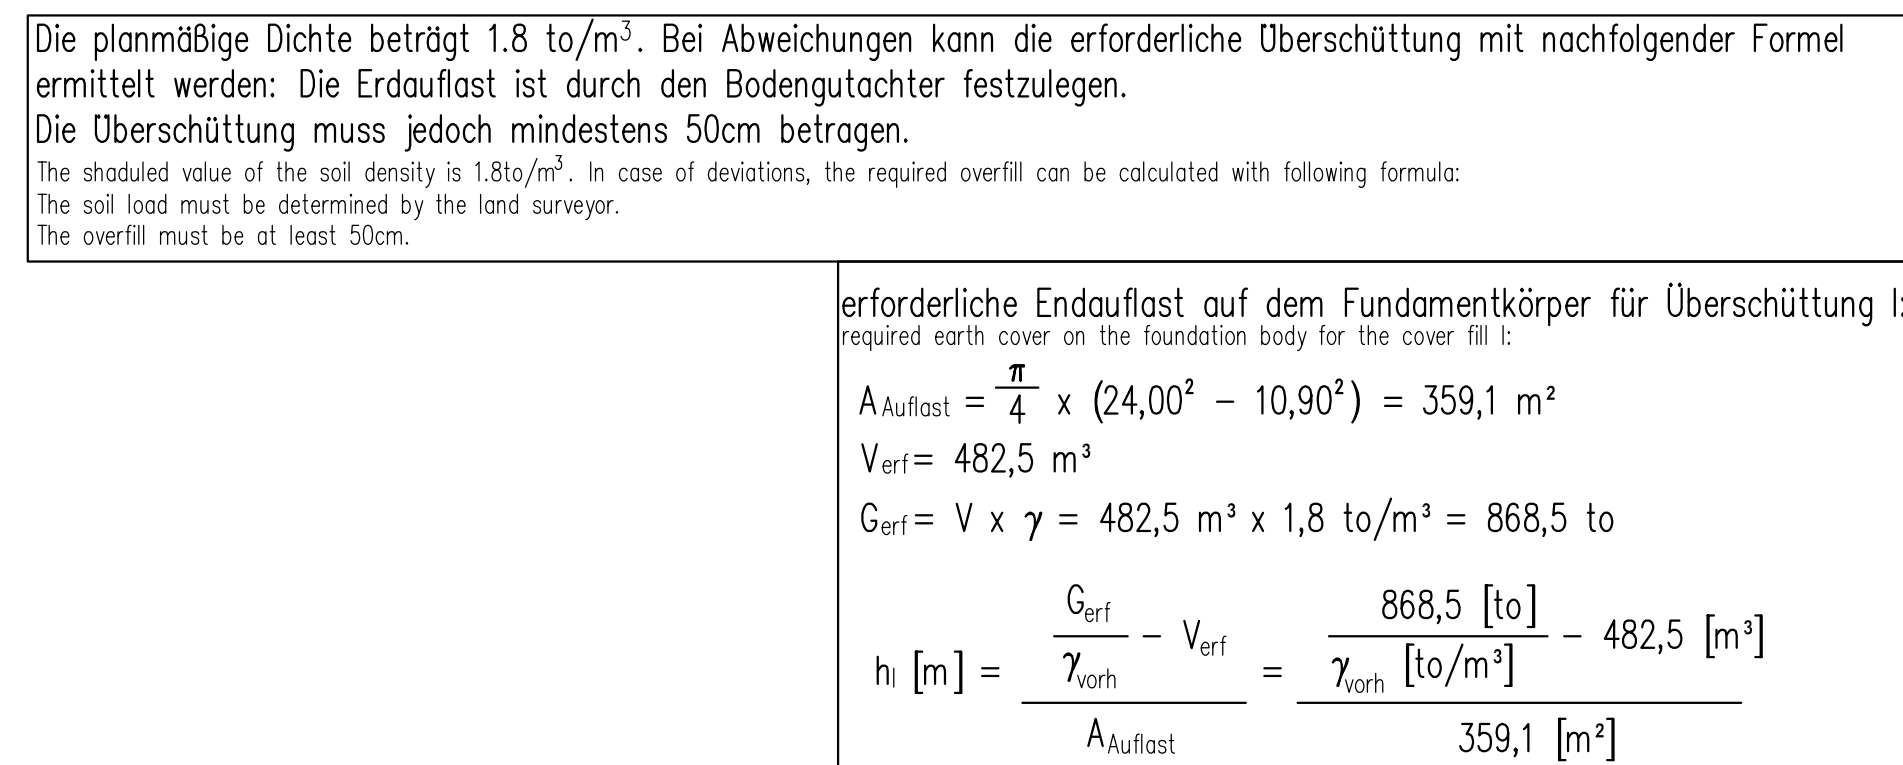 Die planmäßige Dichte beträgt 1.8 to/m³. Bei Abweichungen kann die erforderliche Überschüttung mit nachfolgender Formel
ermittelt werden: Die Erdauflast ist durch den Bodengutachter festzulegen.
Die Überschüttung muss jedoch mindestens 50cm betragen.
The shaduled value of the soil density is 1.8to/m³. In case of deviations, the required overfill can be calculated with following formula:
The soil load must be determined by the land surveyor.
The overfill must be at least 50cm.
erforderliche Endauflast auf dem Fundamentkörper für Überschüttung I:
required earth cover on the foundation body for the cover fill I:
A Auflast = π/4 x (24,00² - 10,90²) = 359,1 m²
Verf = 482,5 m³
Gerf = V x γ = 482,5 m³ x 1,8 to/m³ = 868,5 to
hI [m] = (Gerf/γvorh - Verf)/A Auflast = (868,5 [to]/γvorh [to/m³] - 482,5 [m³])/359,1 [m²]